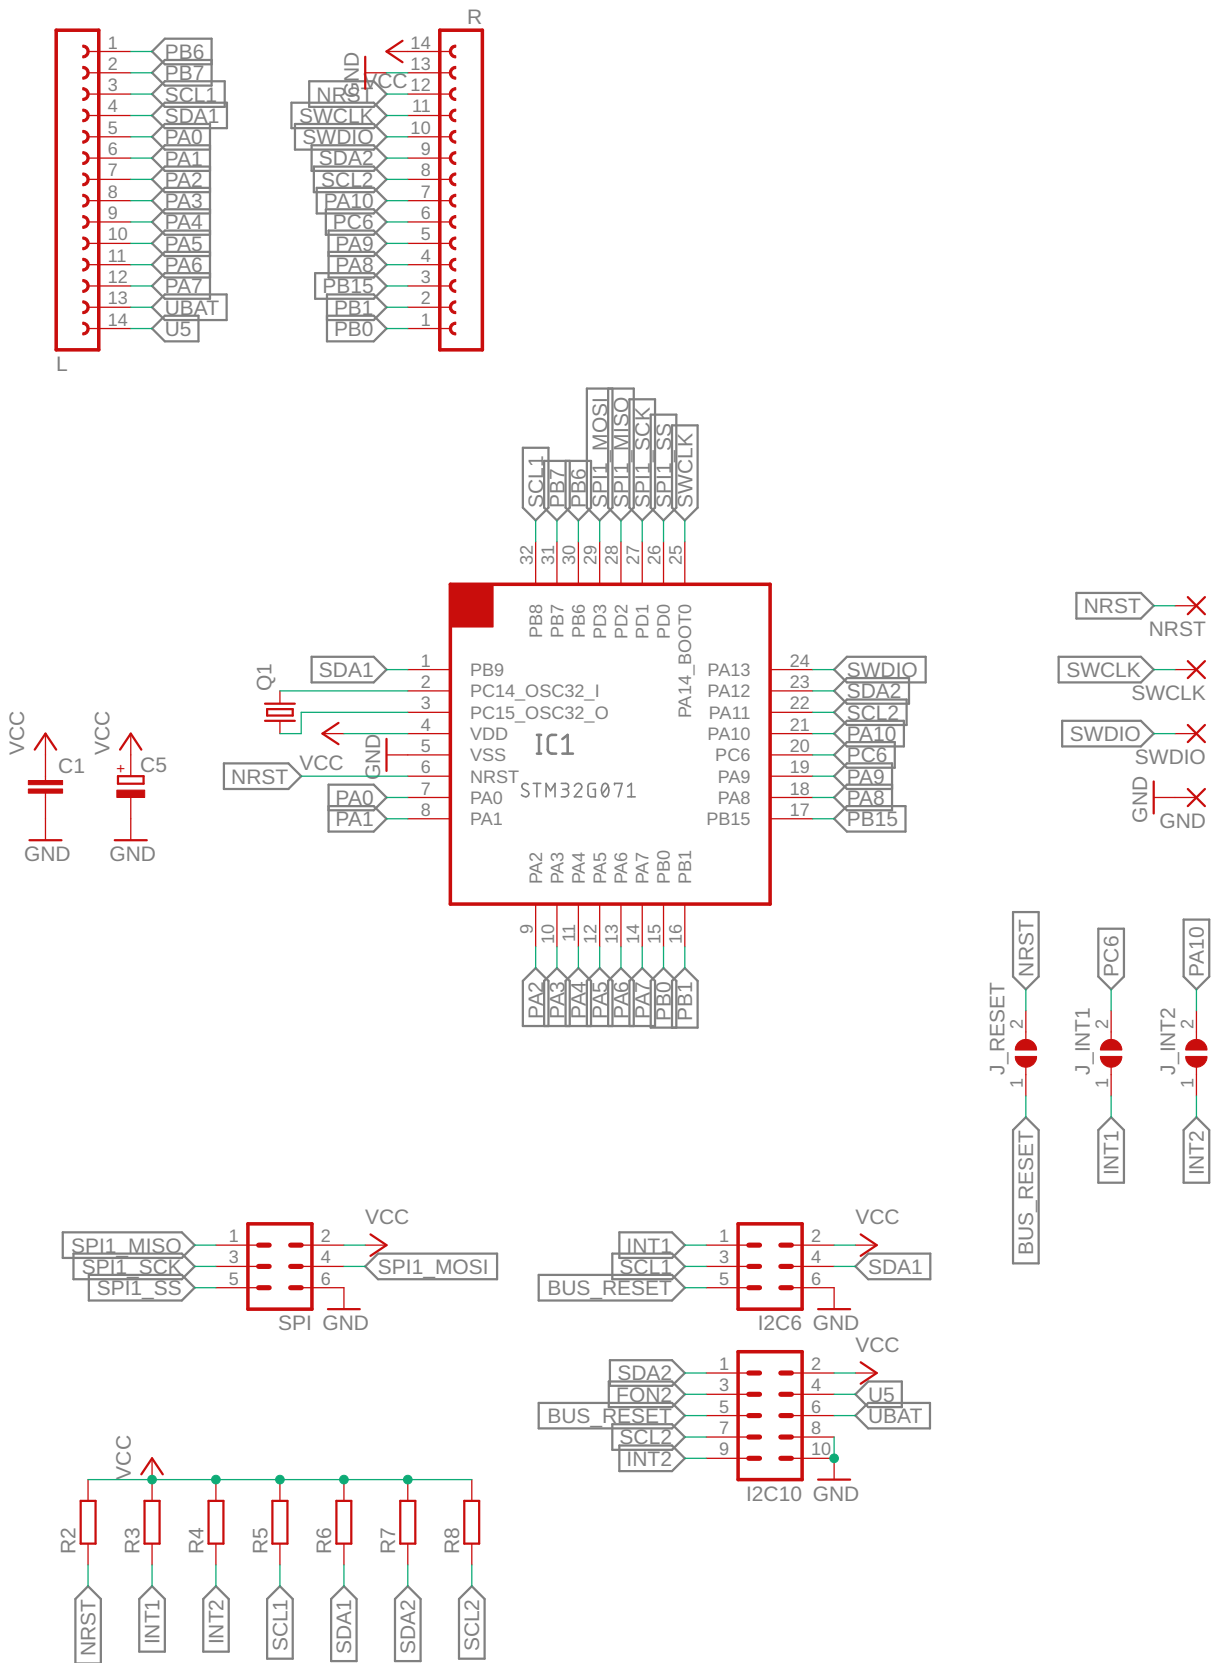 R
1 PB6
2 PB7
3 SCL1
4 SDA1
5 PA0
6 PA1
7 PA2
8 PA3
9 PA4
10 PA5
11 PA6
12 PA7
13 UBAT
14 U5
L
VCC 14
GND 13
NRST 12
SWCLK 11
SWDIO 10
SDA2 9
SCL2 8
PA10 7
PC6 6
PA9 5
PA8 4
PB15 3
PB1 2
PB0 1
SCL1 PB7 PB6 SPI1_MOSI SPI1_MISO SPI1_SCK SPI1_SS SWCLK
32 31 30 29 28 27 26 25
PB8 PB7 PB6 PD3 PD2 PD1 PD0 PA14_BOOT0
SDA1 1 PB9
Q1
2 PC14_OSC32_I
3 PC15_OSC32_O
VCC 4 VDD
GND 5 VSS
NRST 6 NRST
PA0 7 PA0
PA1 8 PA1
IC1
STM32G071
PA13 24 SWDIO
PA12 23 SDA2
PA11 22 SCL2
PA10 21 PA10
PC6 20 PC6
PA9 19 PA9
PA8 18 PA8
PB15 17 PB15
PA2 PA3 PA4 PA5 PA6 PA7 PB0 PB1
9 10 11 12 13 14 15 16
PA2 PA3 PA4 PA5 PA6 PA7 PB0 PB1
VCC
C1
GND
VCC
+
C5
GND
NRST
NRST
SWCLK
SWCLK
SWDIO
SWDIO
GND
GND
NRST
2
J_RESET
1
BUS_RESET
PC6
2
J_INT1
1
INT1
PA10
2
J_INT2
1
INT2
SPI1_MISO 1 2 VCC
SPI1_SCK 3 4 SPI1_MOSI
SPI1_SS 5 6 GND
SPI
INT1 1 2 VCC
SCL1 3 4 SDA1
BUS_RESET 5 6 GND
I2C6
SDA2 1 2 VCC
FON2 3 4 U5
BUS_RESET 5 6 UBAT
SCL2 7 8
INT2 9 10 GND
I2C10
VCC
R2 R3 R4 R5 R6 R7 R8
NRST INT1 INT2 SCL1 SDA1 SDA2 SCL2